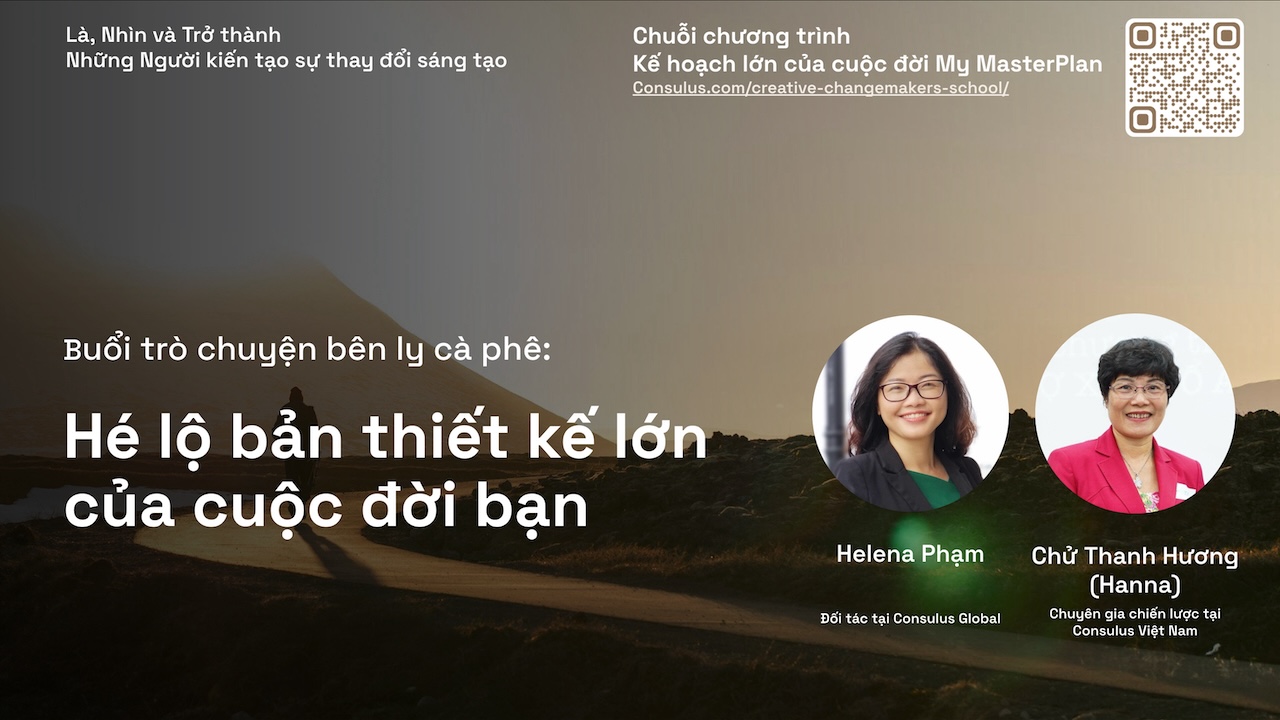 Là, Nhìn và Trở thành
Những Người kiến tạo sự thay đổi sáng tạo
Chuỗi chương trình
Kế hoạch lớn của cuộc đời My MasterPlan
Consulus.com/creative-changemakers-school/
Buổi trò chuyện bên ly cà phê:
Hé lộ bản thiết kế lớn
của cuộc đời bạn
Helena Phạm
Đối tác tại Consulus Global
Chử Thanh Hương
(Hanna)
Chuyên gia chiến lược tại
Consulus Việt Nam